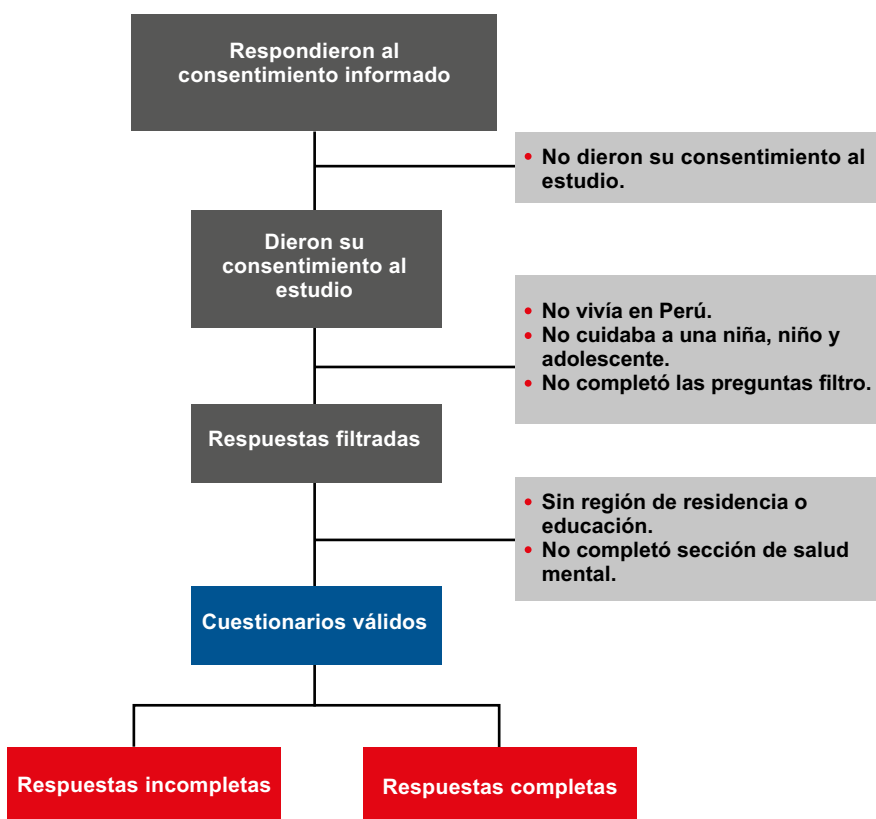 Respondieron al
consentimiento informado
• No dieron su consentimiento al
estudio.
Dieron su
consentimiento al
estudio
• No vivía en Perú.
• No cuidaba a una niña, niño y
adolescente.
• No completó las preguntas filtro.
Respuestas filtradas
• Sin región de residencia o
educación.
• No completó sección de salud
mental.
Cuestionarios válidos
Respuestas incompletas
Respuestas completas